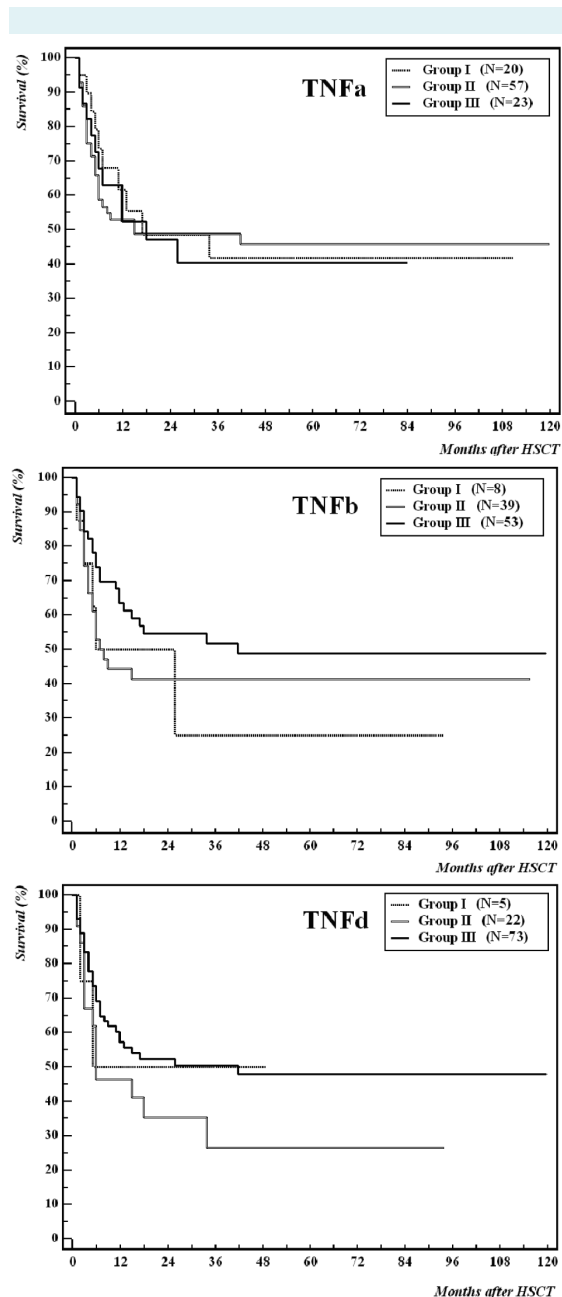 Survival (%)
TNFa
Group I (N=20)
Group II (N=57)
Group III (N=23)
100
90
80
70
60
50
40
30
20
10
0
0 12 24 36 48 60 72 84 96 108 120
Months after HSCT
Survival (%)
TNFb
Group I (N=8)
Group II (N=39)
Group III (N=53)
100
90
80
70
60
50
40
30
20
10
0
0 12 24 36 48 60 72 84 96 108 120
Months after HSCT
Survival (%)
TNFd
Group I (N=5)
Group II (N=22)
Group III (N=73)
100
90
80
70
60
50
40
30
20
10
0
0 12 24 36 48 60 72 84 96 108 120
Months after HSCT